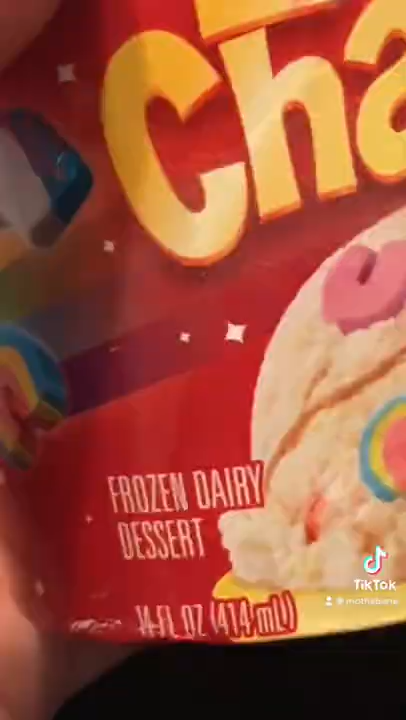 Cha
FROZEN DAIRY
DESSERT
14 FL OZ (414 mL)
TikTok